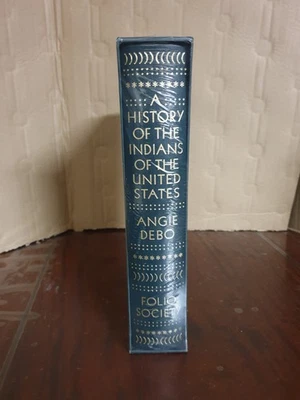 A
HISTORY
OF THE
INDIANS
OF THE
UNITED
STATES
ANGIE
DEBO
FOLIO
SOCIETY